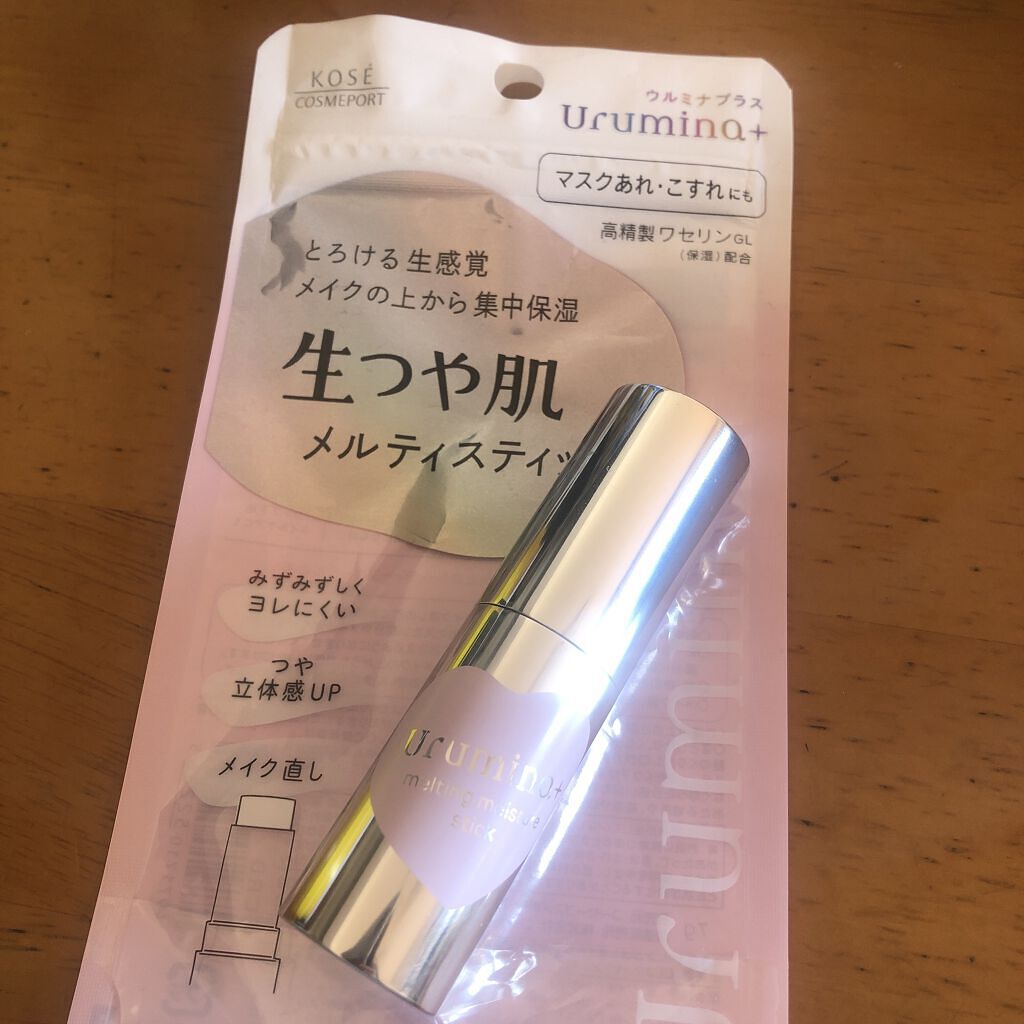 KOSÉ
COSMEPORT
ウルミナプラス
Urumina+
マスクあれ・こすれにも
高精製ワセリンGL
(保湿)配合
とろける生感覚
メイクの上から集中保湿
生つや肌
メルティスティッ
みずみずしく
ヨレにくい
つや
立体感UP
メイク直し
urumina+
melting moisture
stick
7g